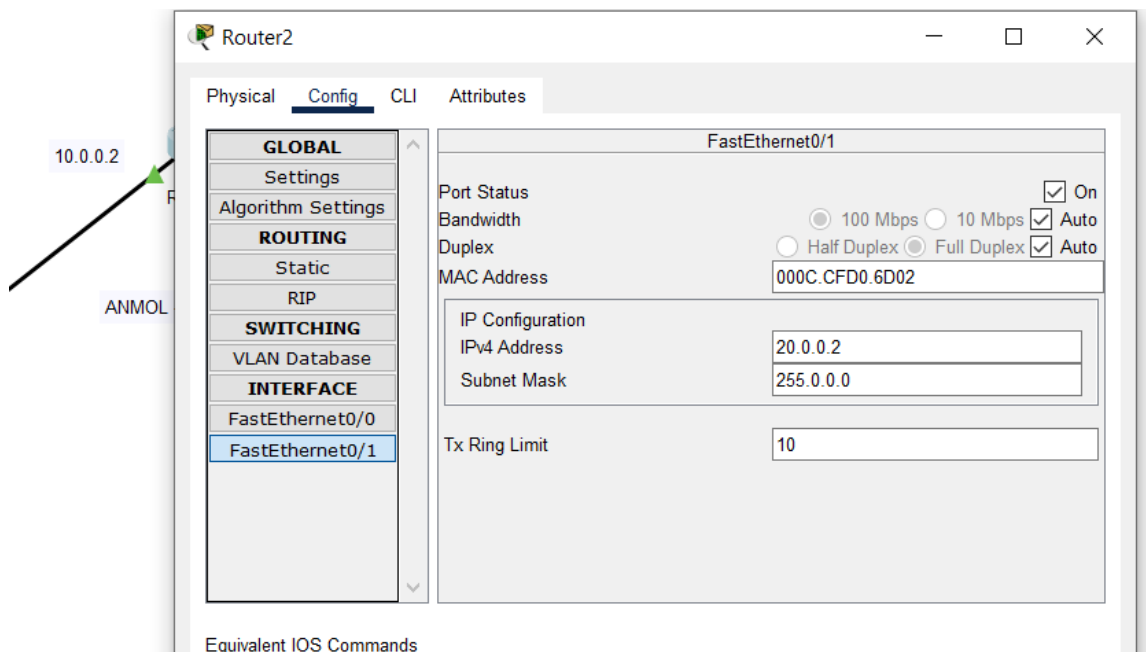 Router2
Physical Config CLI Attributes
10.0.0.2
R
ANMOL
GLOBAL
Settings
Algorithm Settings
ROUTING
Static
RIP
SWITCHING
VLAN Database
INTERFACE
FastEthernet0/0
FastEthernet0/1
FastEthernet0/1
Port Status On
Bandwidth 100 Mbps 10 Mbps Auto
Duplex Half Duplex Full Duplex Auto
MAC Address 000C.CFD0.6D02
IP Configuration
IPv4 Address 20.0.0.2
Subnet Mask 255.0.0.0
Tx Ring Limit 10
Equivalent IOS Commands